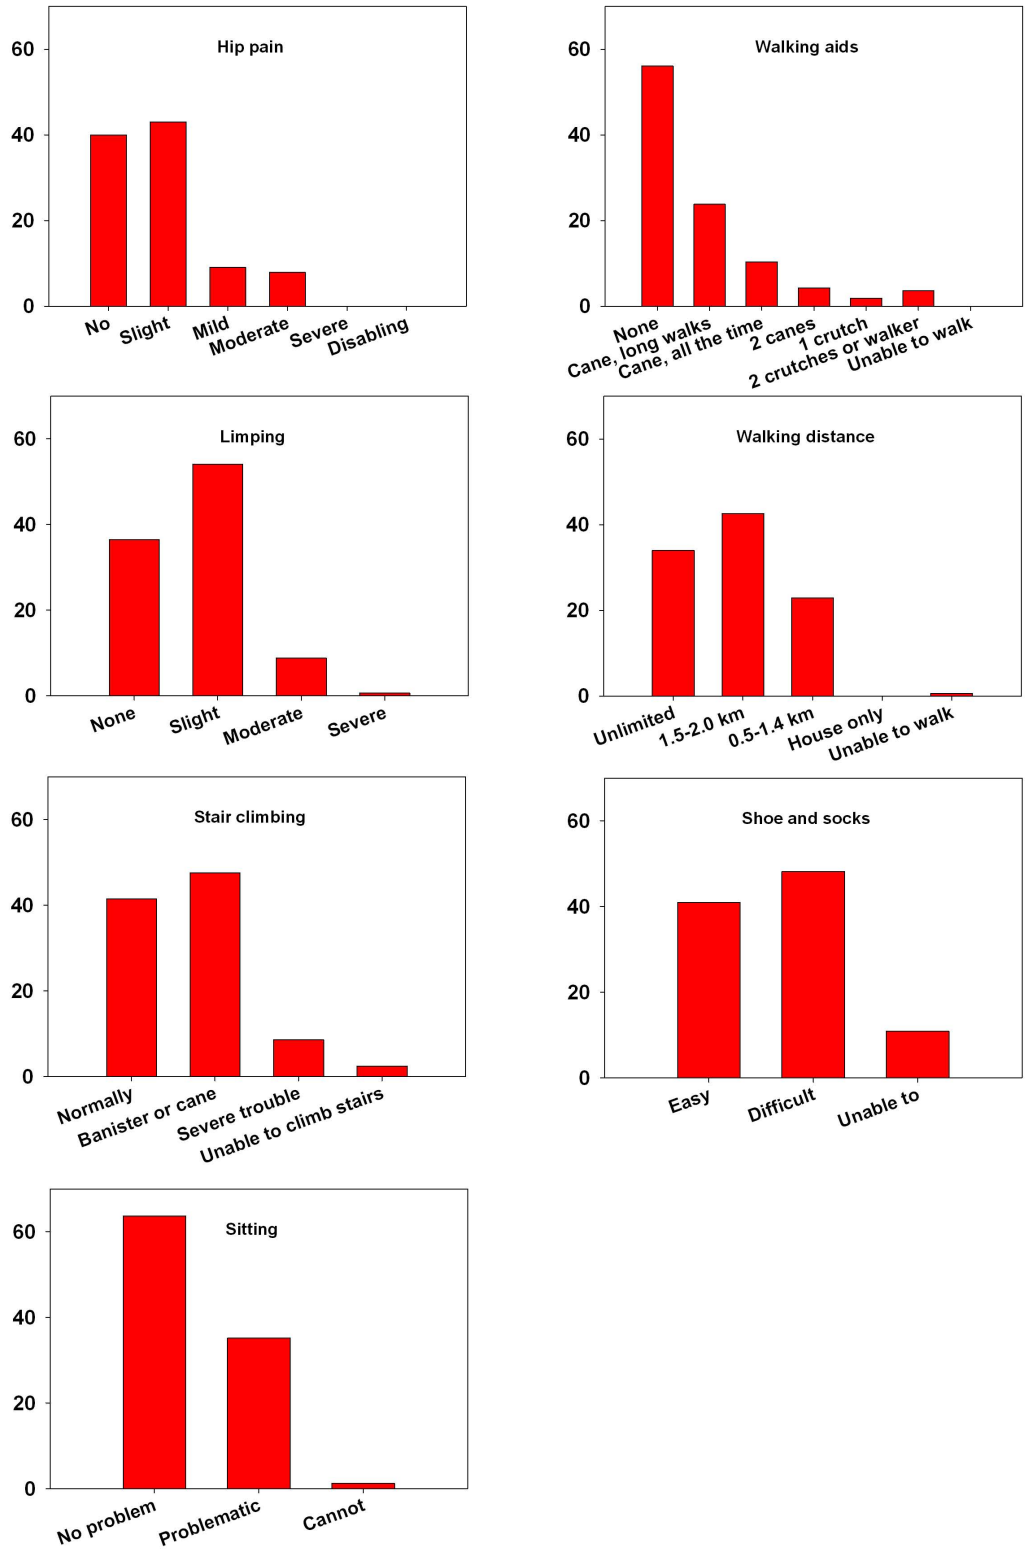 Hip pain
60
40
20
0
No
Slight
Mild
Moderate
Severe
Disabling
Walking aids
60
40
20
0
None
Cane, long walks
Cane, all the time
2 canes
1 crutch
2 crutches or walker
Unable to walk
Limping
60
40
20
0
None
Slight
Moderate
Severe
Walking distance
60
40
20
0
Unlimited
1.5-2.0 km
0.5-1.4 km
House only
Unable to walk
Stair climbing
60
40
20
0
Normally
Banister or cane
Severe trouble
Unable to climb stairs
Shoe and socks
60
40
20
0
Easy
Difficult
Unable to
Sitting
60
40
20
0
No problem
Problematic
Cannot